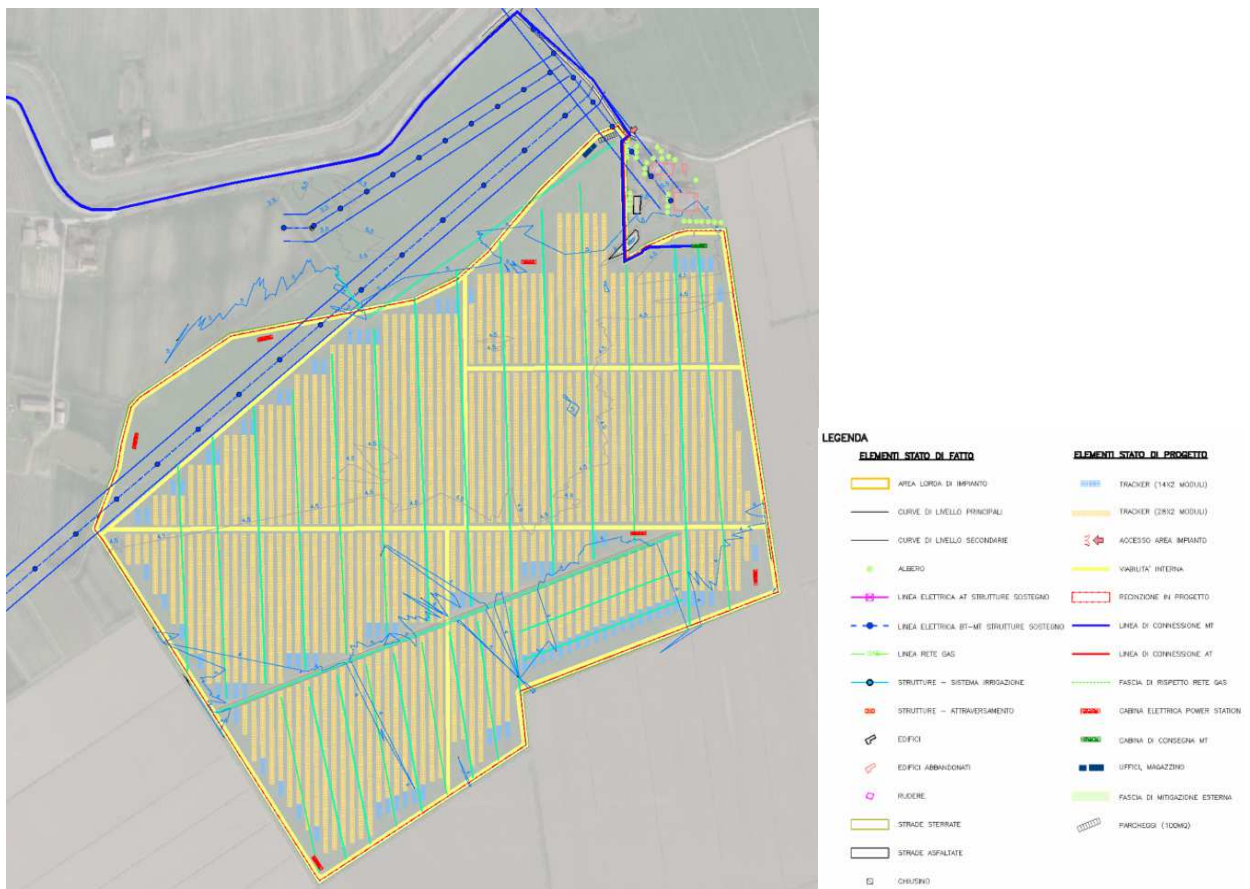 LEGENDA
ELEMENTI STATO DI FATTO
AREA LORDA DI IMPIANTO
CURVE DI LIVELLO PRINCIPALI
CURVE DI LIVELLO SECONDARIE
ALBERO
LINEA ELETTRICA AT STRUTTURE SOSTEGNO
LINEA ELETTRICA BT-MT STRUTTURE SOSTEGNO
LINEA RETE GAS
STRUTTURE - SISTEMA IRRIGAZIONE
STRUTTURE - ATTRAVERSAMENTO
EDIFICI
EDIFICI ABBANDONATI
RUDERE
STRADE STERRATE
STRADE ASFALTATE
CHIUSINO
ELEMENTI STATO DI PROGETTO
TRACKER (14X2 MODULI)
TRACKER (28X2 MODULI)
ACCESSO AREA IMPIANTO
VIABILITA' INTERNA
RECINZIONE IN PROGETTO
LINEA DI CONNESSIONE MT
LINEA DI CONNESSIONE AT
FASCIA DI RISPETTO RETE GAS
CABINA ELETTRICA POWER STATION
CABINA DI CONSEGNA MT
UFFICI, MAGAZZINO
FASCIA DI MITIGAZIONE ESTERNA
PARCHEGGI (100MQ)